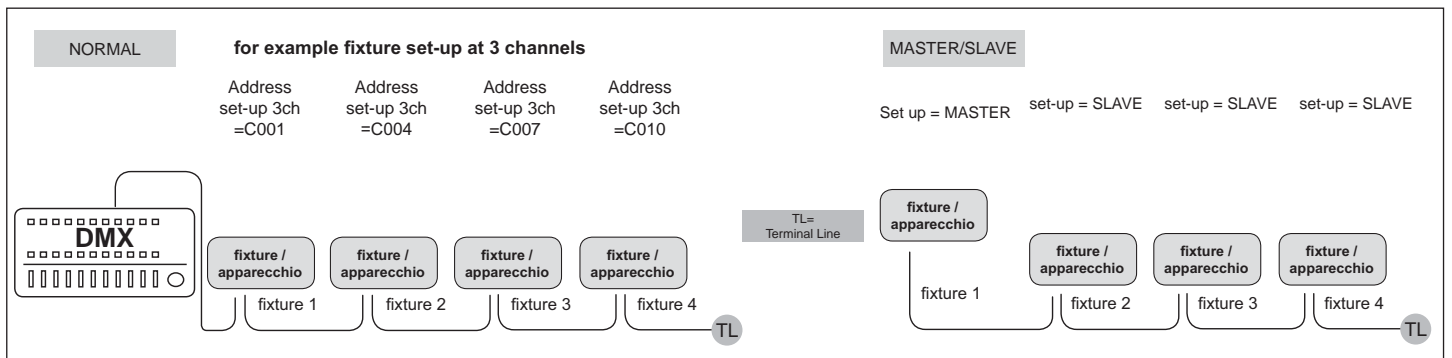 NORMAL
for example fixture set-up at 3 channels
Address
set-up 3ch
=C001
Address
set-up 3ch
=C004
Address
set-up 3ch
=C007
Address
set-up 3ch
=C010
DMX
fixture /
apparecchio
fixture /
apparecchio
fixture /
apparecchio
fixture /
apparecchio
fixture 1
fixture 2
fixture 3
fixture 4
TL
TL=
Terminal Line
MASTER/SLAVE
Set up = MASTER
set-up = SLAVE
set-up = SLAVE
set-up = SLAVE
fixture /
apparecchio
fixture /
apparecchio
fixture /
apparecchio
fixture /
apparecchio
fixture 1
fixture 2
fixture 3
fixture 4
TL